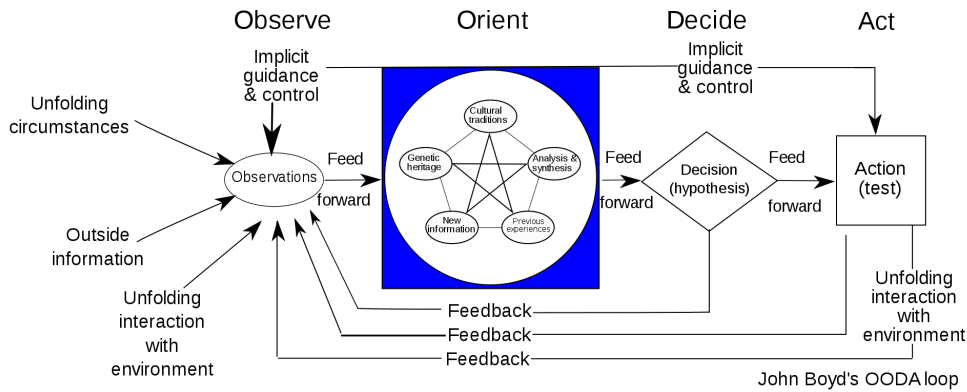 Observe
Orient
Decide
Act
Implicit
guidance
& control
Implicit
guidance
& control
Unfolding
circumstances
Observations
Feed
forward
Cultural
traditions
Genetic
heritage
Analysis &
synthesis
New
information
Previous
experiences
Feed
forward
Decision
(hypothesis)
Feed
forward
Action
(test)
Outside
information
Unfolding
interaction
with
environment
Unfolding
interaction
with
environment
Feedback
Feedback
Feedback
John Boyd's OODA loop